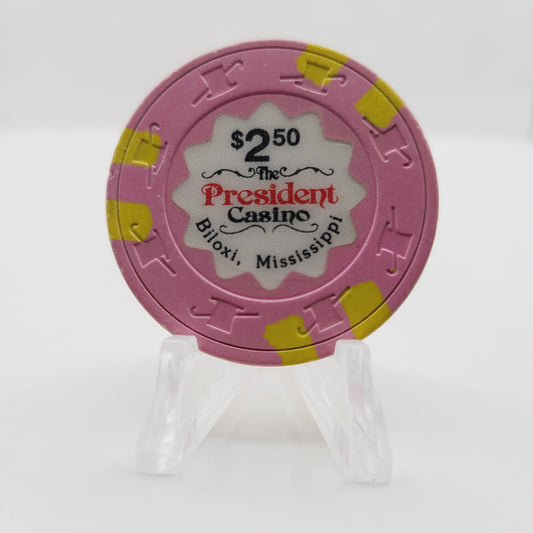 $2.50
The
President
Casino
Biloxi, Mississippi